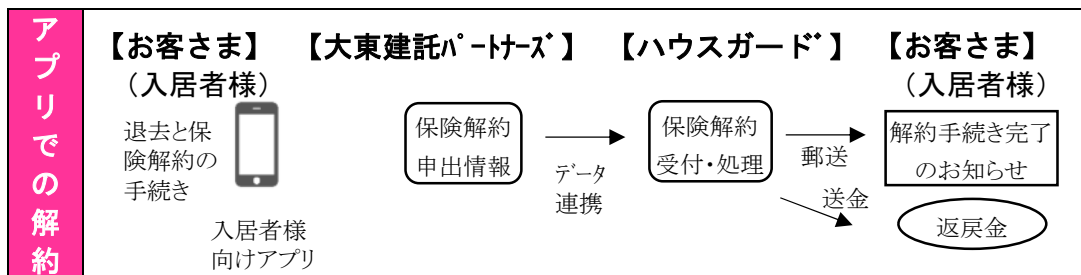 アプリでの解約
【お客さま】
（入居者様）
退去と保
険解約の
手続き
入居者様
向けアプリ
【大東建託ﾊﾟｰﾄﾅｰｽﾞ】
保険解約
申出情報
ﾃﾞｰﾀ
連携
【ハウスガード】
保険解約
受付・処理
郵送
送金
【お客さま】
（入居者様）
解約手続き完了
のお知らせ
返戻金